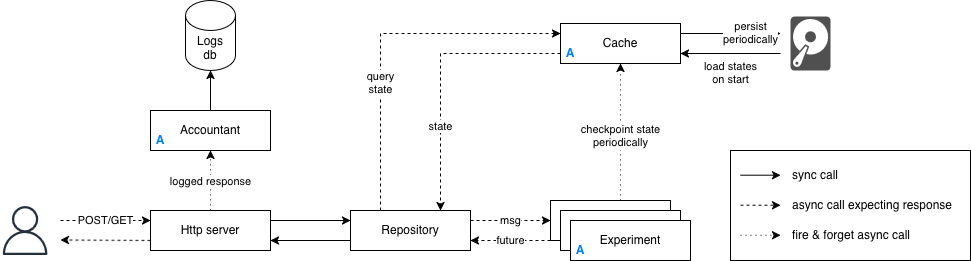 Logs
db
Accountant
A
logged response
POST/GET
Http server
query
state
state
Repository
msg
future
Cache
A
persist
periodically
load states
on start
checkpoint state
periodically
Experiment
A
sync call
async call expecting response
fire & forget async call